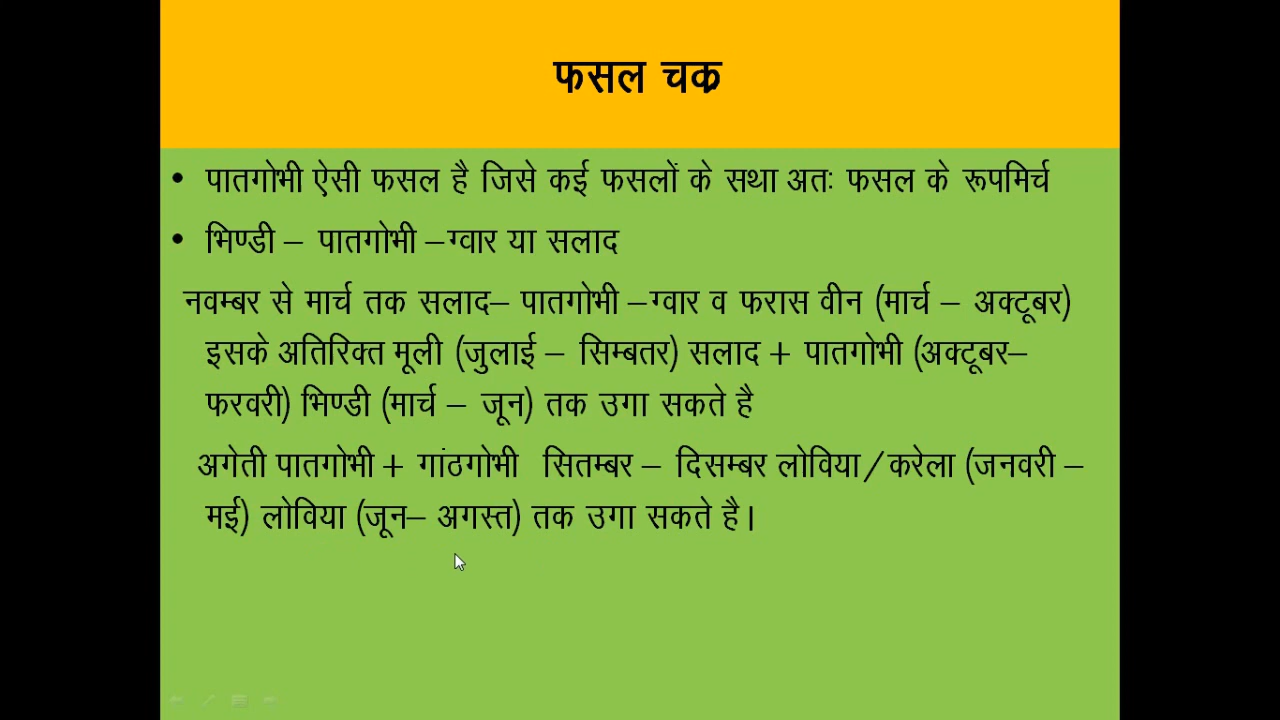 फसल चक्र
• पातगोभी ऐसी फसल है जिसे कई फसलों के सथा अतः फसल के रूपमिर्च
• भिण्डी – पातगोभी –ग्वार या सलाद
नवम्बर से मार्च तक सलाद– पातगोभी –ग्वार व फरास वीन (मार्च – अक्टूबर)
इसके अतिरिक्त मूली (जुलाई – सिम्बतर) सलाद + पातगोभी (अक्टूबर–
फरवरी) भिण्डी (मार्च – जून) तक उगा सकते है
अगेती पातगोभी + गांठगोभी सितम्बर – दिसम्बर लोविया/करेला (जनवरी –
मई) लोविया (जून– अगस्त) तक उगा सकते है।